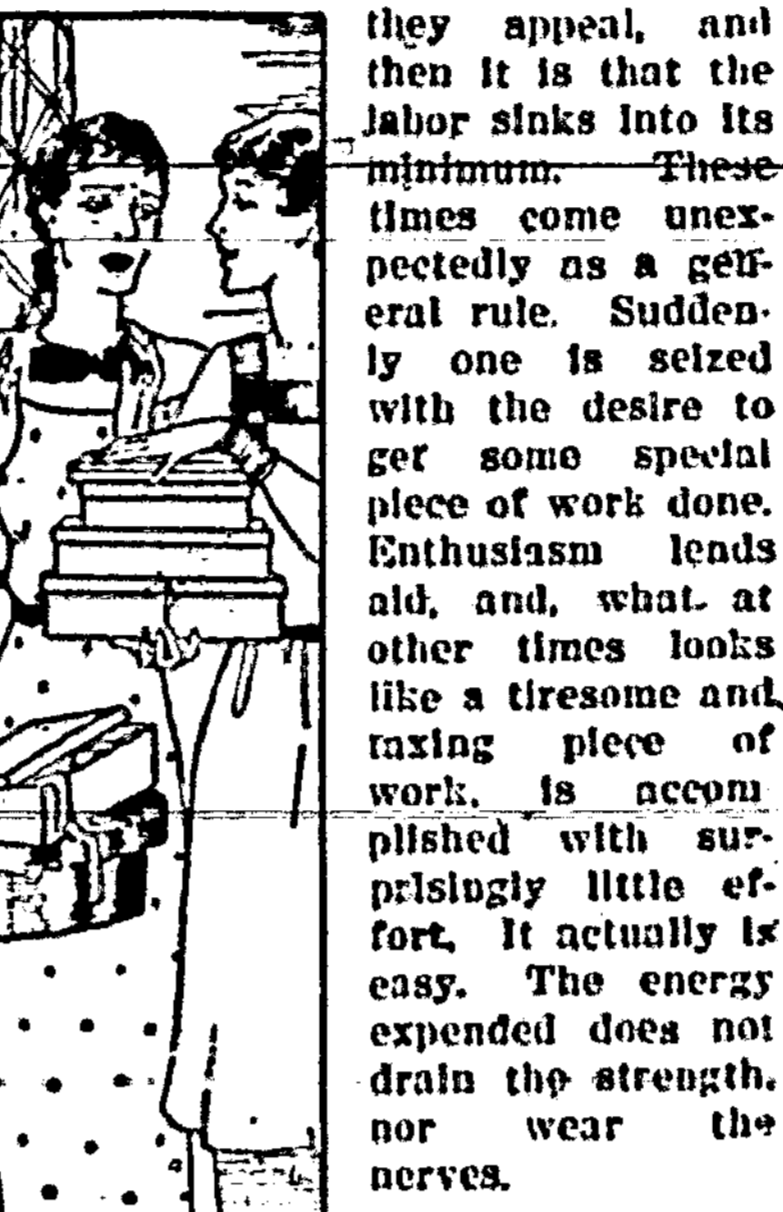 they appeal, and
then it is that the
labor sinks into its
minimum. These
times come unex-
pectedly as a gen-
eral rule. Sudden-
ly one is seized
with the desire to
get some special
piece of work done.
Enthusiasm lends
aid, and, what at
other times looks
like a tiresome and
taxing piece of
work, is accom
plished with sur-
prisingly little ef-
fort. It actually is
easy. The energy
expended does not
drain the strength,
nor wear the
nerves.